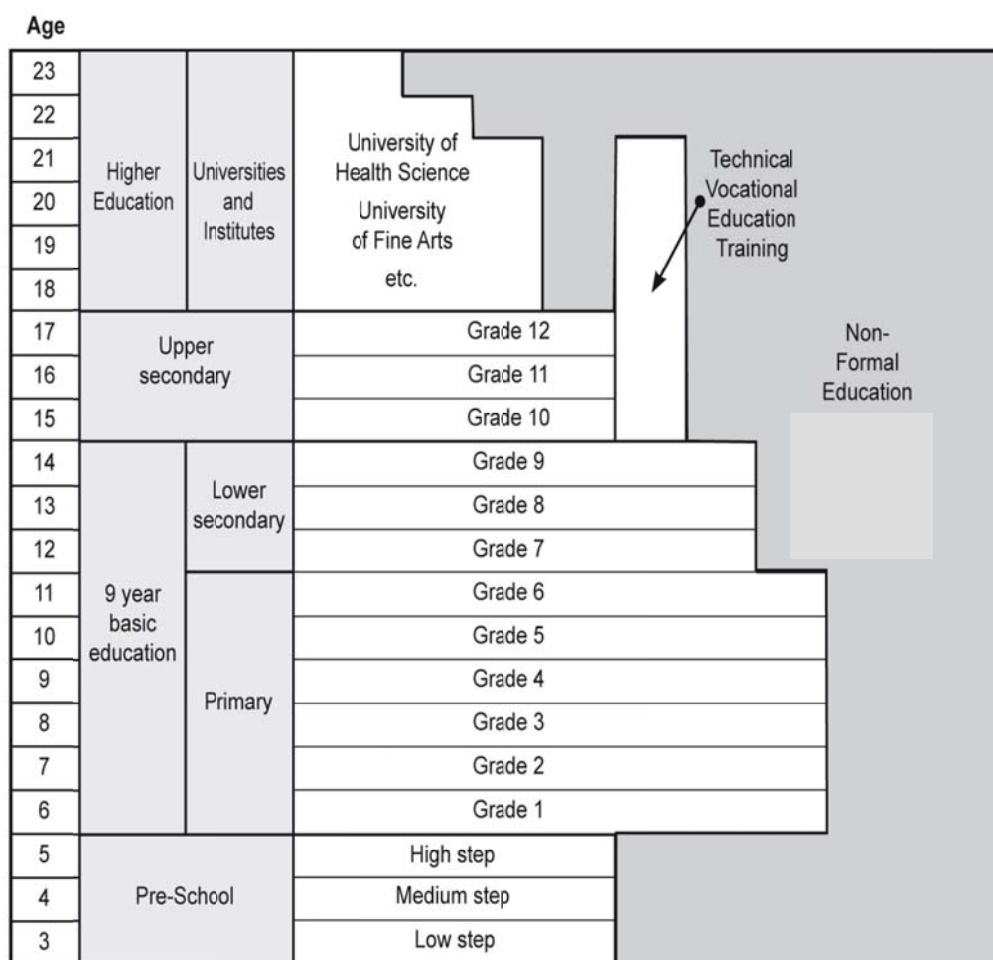 Age
23
22
21
20
19
18
17
16
15
14
13
12
11
10
9
8
7
6
5
4
3
Higher
Education
Universities
and
Institutes
University of
Health Science
University
of Fine Arts
etc.
Technical
Vocational
Education
Training
Non-
Formal
Education
Upper
secondary
Grade 12
Grade 11
Grade 10
9 year
basic
education
Lower
secondary
Grade 9
Grade 8
Grade 7
Primary
Grade 6
Grade 5
Grade 4
Grade 3
Grade 2
Grade 1
Pre-School
High step
Medium step
Low step